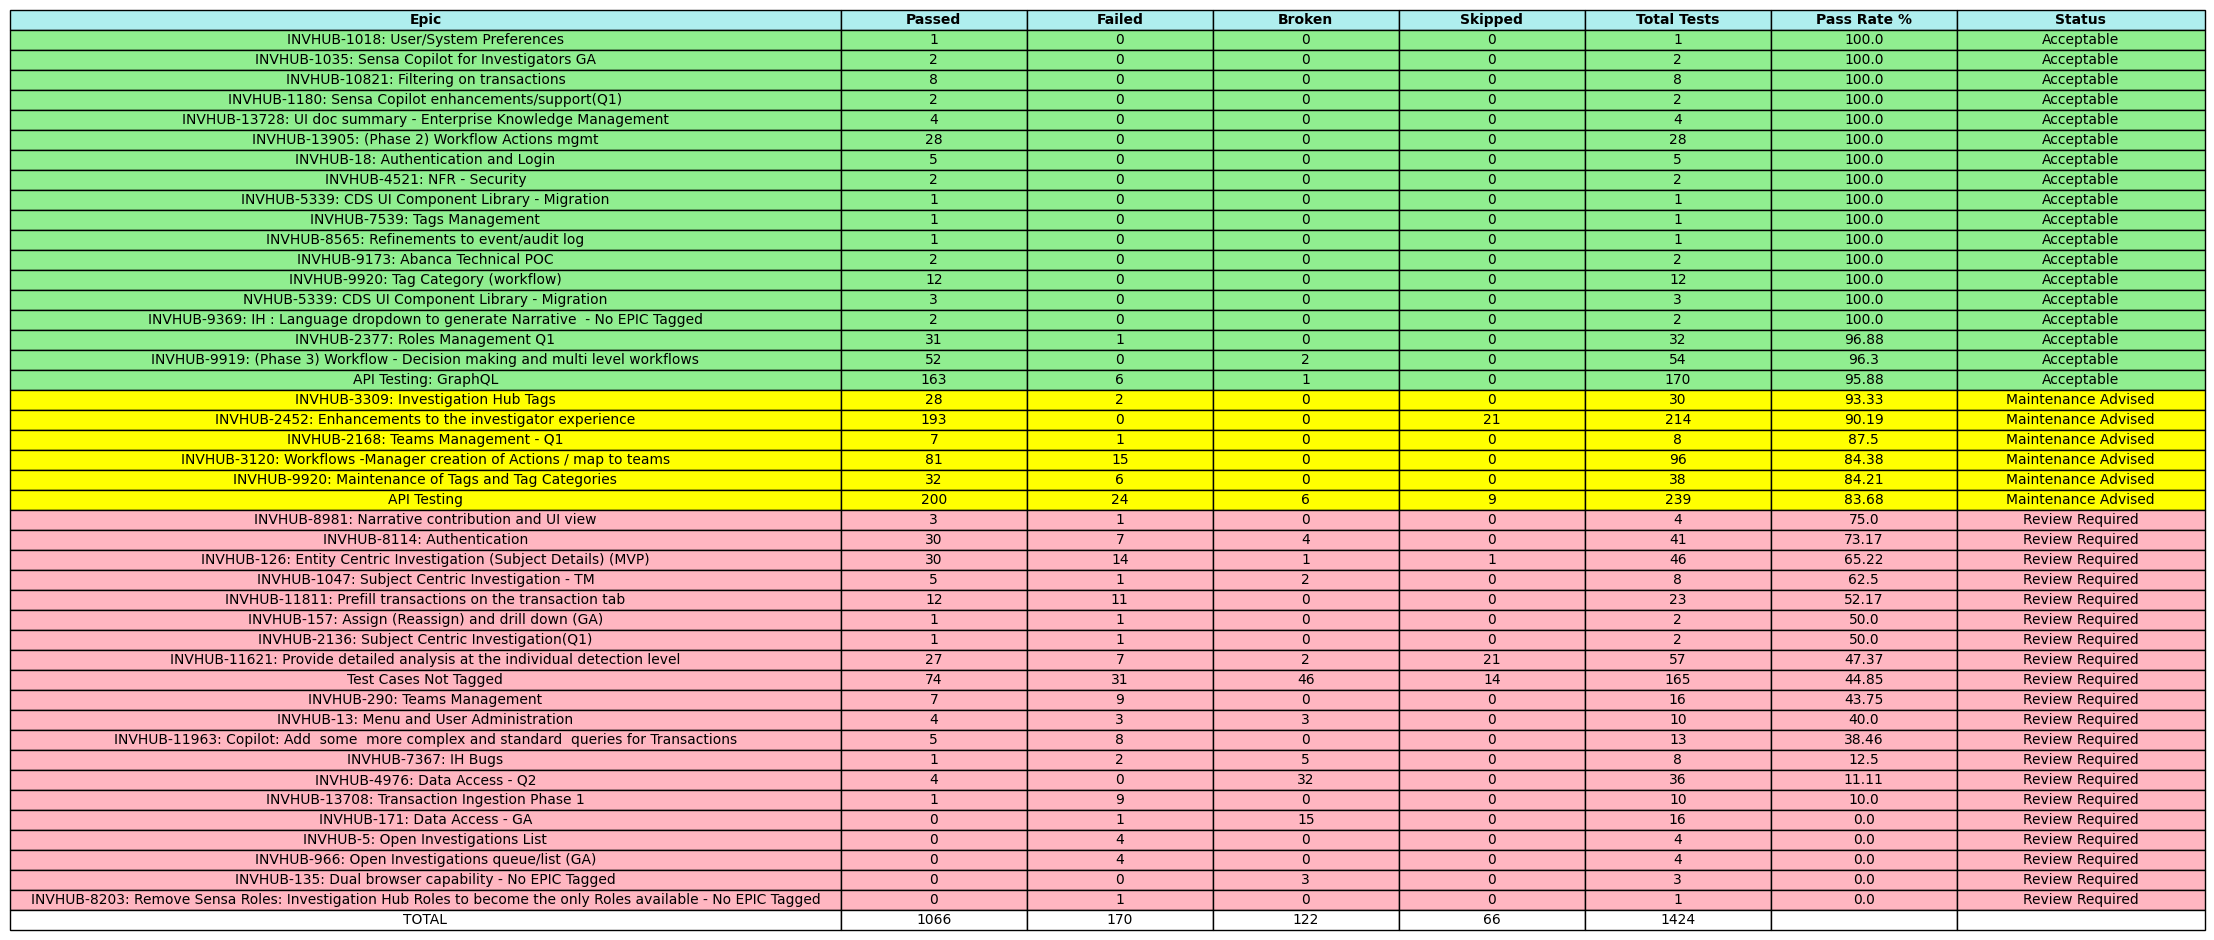 Epic Passed Failed Broken Skipped Total Tests Pass Rate % Status
INVHUB-1018: User/System Preferences 1 0 0 0 1 100.0 Acceptable
INVHUB-1035: Sensa Copilot for Investigators GA 2 0 0 0 2 100.0 Acceptable
INVHUB-10821: Filtering on transactions 8 0 0 0 8 100.0 Acceptable
INVHUB-1180: Sensa Copilot enhancements/support(Q1) 2 0 0 0 2 100.0 Acceptable
INVHUB-13728: UI doc summary - Enterprise Knowledge Management 4 0 0 0 4 100.0 Acceptable
INVHUB-13905: (Phase 2) Workflow Actions mgmt 28 0 0 0 28 100.0 Acceptable
INVHUB-18: Authentication and Login 5 0 0 0 5 100.0 Acceptable
INVHUB-4521: NFR - Security 2 0 0 0 2 100.0 Acceptable
INVHUB-5339: CDS UI Component Library - Migration 1 0 0 0 1 100.0 Acceptable
INVHUB-7539: Tags Management 1 0 0 0 1 100.0 Acceptable
INVHUB-8565: Refinements to event/audit log 1 0 0 0 1 100.0 Acceptable
INVHUB-9173: Abanca Technical POC 2 0 0 0 2 100.0 Acceptable
INVHUB-9920: Tag Category (workflow) 12 0 0 0 12 100.0 Acceptable
NVHUB-5339: CDS UI Component Library - Migration 3 0 0 0 3 100.0 Acceptable
INVHUB-9369: IH : Language dropdown to generate Narrative  - No EPIC Tagged 2 0 0 0 2 100.0 Acceptable
INVHUB-2377: Roles Management Q1 31 1 0 0 32 96.88 Acceptable
INVHUB-9919: (Phase 3) Workflow - Decision making and multi level workflows 52 0 2 0 54 96.3 Acceptable
API Testing: GraphQL 163 6 1 0 170 95.88 Acceptable
INVHUB-3309: Investigation Hub Tags 28 2 0 0 30 93.33 Maintenance Advised
INVHUB-2452: Enhancements to the investigator experience 193 0 0 21 214 90.19 Maintenance Advised
INVHUB-2168: Teams Management - Q1 7 1 0 0 8 87.5 Maintenance Advised
INVHUB-3120: Workflows -Manager creation of Actions / map to teams 81 15 0 0 96 84.38 Maintenance Advised
INVHUB-9920: Maintenance of Tags and Tag Categories 32 6 0 0 38 84.21 Maintenance Advised
API Testing 200 24 6 9 239 83.68 Maintenance Advised
INVHUB-8981: Narrative contribution and UI view 3 1 0 0 4 75.0 Review Required
INVHUB-8114: Authentication 30 7 4 0 41 73.17 Review Required
INVHUB-126: Entity Centric Investigation (Subject Details) (MVP) 30 14 1 1 46 65.22 Review Required
INVHUB-1047: Subject Centric Investigation - TM 5 1 2 0 8 62.5 Review Required
INVHUB-11811: Prefill transactions on the transaction tab 12 11 0 0 23 52.17 Review Required
INVHUB-157: Assign (Reassign) and drill down (GA) 1 1 0 0 2 50.0 Review Required
INVHUB-2136: Subject Centric Investigation(Q1) 1 1 0 0 2 50.0 Review Required
INVHUB-11621: Provide detailed analysis at the individual detection level 27 7 2 21 57 47.37 Review Required
Test Cases Not Tagged 74 31 46 14 165 44.85 Review Required
INVHUB-290: Teams Management 7 9 0 0 16 43.75 Review Required
INVHUB-13: Menu and User Administration 4 3 3 0 10 40.0 Review Required
INVHUB-11963: Copilot: Add  some  more complex and standard  queries for Transactions 5 8 0 0 13 38.46 Review Required
INVHUB-7367: IH Bugs 1 2 5 0 8 12.5 Review Required
INVHUB-4976: Data Access - Q2 4 0 32 0 36 11.11 Review Required
INVHUB-13708: Transaction Ingestion Phase 1 1 9 0 0 10 10.0 Review Required
INVHUB-171: Data Access - GA 0 1 15 0 16 0.0 Review Required
INVHUB-5: Open Investigations List 0 4 0 0 4 0.0 Review Required
INVHUB-966: Open Investigations queue/list (GA) 0 4 0 0 4 0.0 Review Required
INVHUB-135: Dual browser capability - No EPIC Tagged 0 0 3 0 3 0.0 Review Required
INVHUB-8203: Remove Sensa Roles: Investigation Hub Roles to become the only Roles available - No EPIC Tagged 0 1 0 0 1 0.0 Review Required
TOTAL 1066 170 122 66 1424